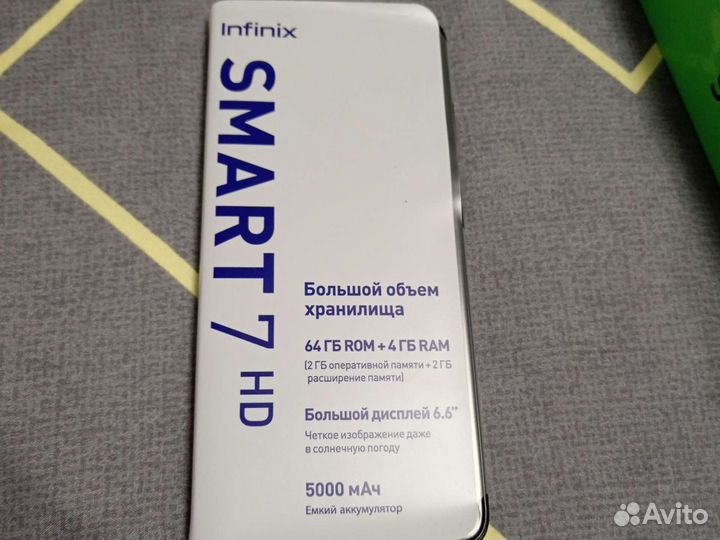 Infinix
SMART 7 HD
Большой объем
хранилища
64 ГБ ROM + 4 ГБ RAM
(2 ГБ оперативной памяти + 2 ГБ
расширение памяти)
Большой дисплей 6.6”
Четкое изображение даже
в солнечную погоду
5000 мАч
Емкий аккумулятор
Avito